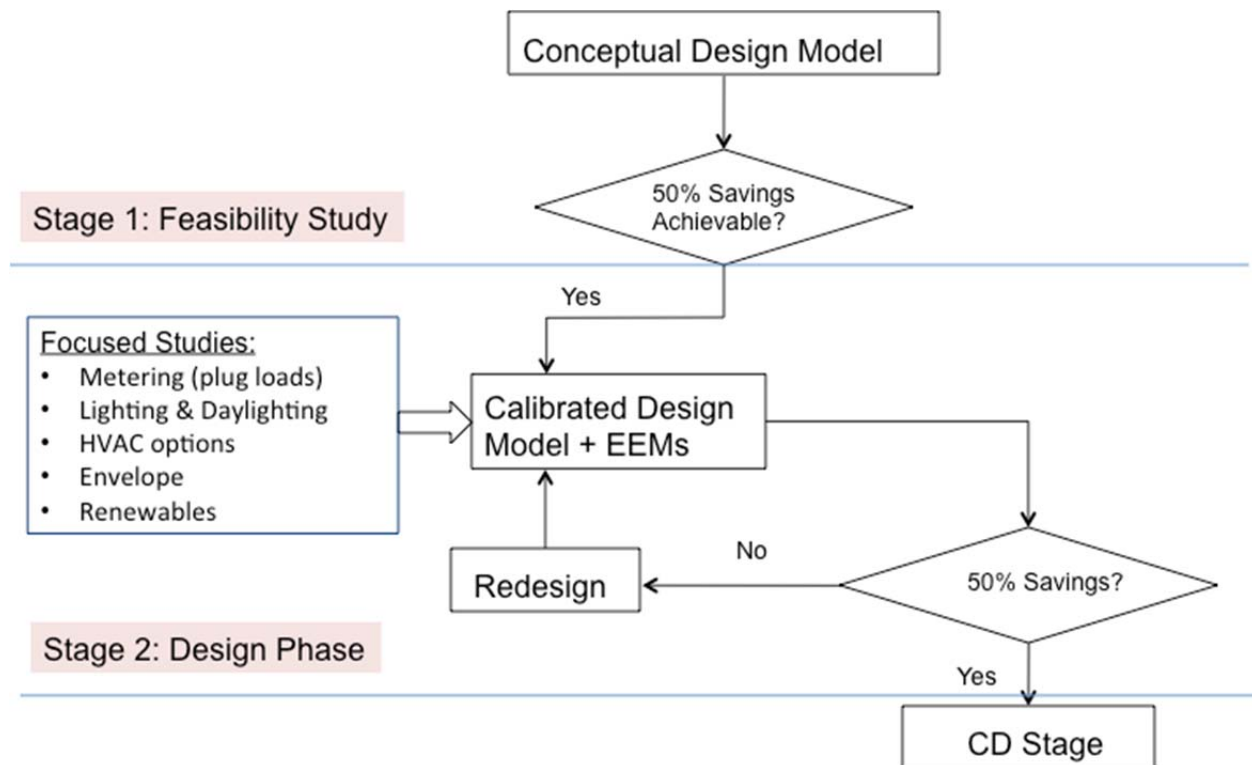 Conceptual Design Model
50% Savings
Achievable?
Stage 1: Feasibility Study
Yes
Focused Studies:
• Metering (plug loads)
• Lighting & Daylighting
• HVAC options
• Envelope
• Renewables
Calibrated Design
Model + EEMs
No
Redesign
50% Savings?
Stage 2: Design Phase
Yes
CD Stage